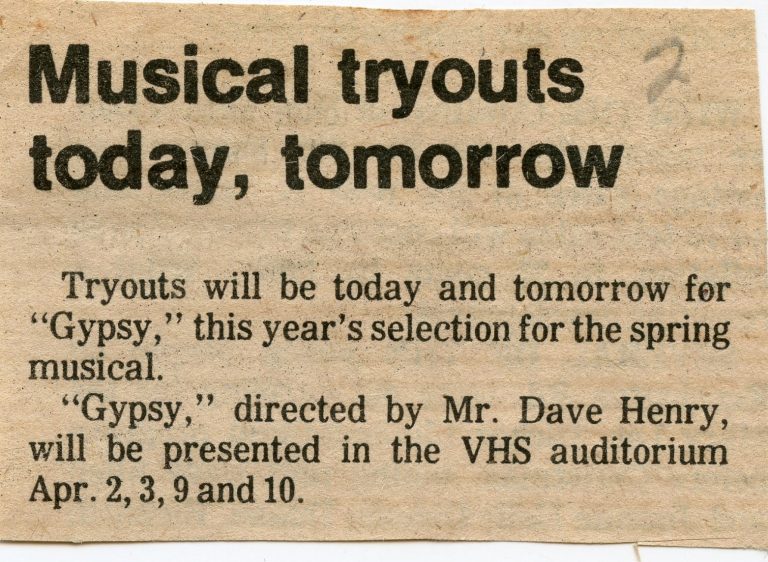 Musical tryouts
today, tomorrow
2
Tryouts will be today and tomorrow for
“Gypsy,” this year’s selection for the spring
musical.
“Gypsy,” directed by Mr. Dave Henry,
will be presented in the VHS auditorium
Apr. 2, 3, 9 and 10.